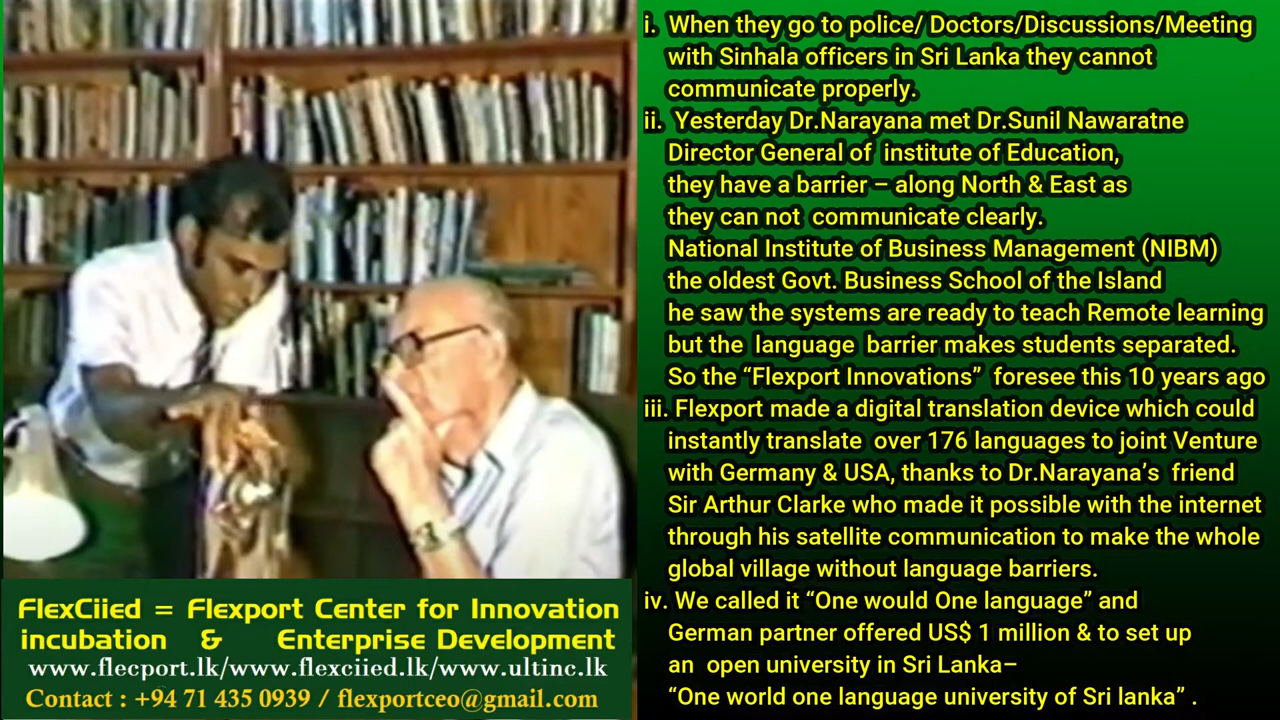 i. When they go to police/ Doctors/Discussions/Meeting
with Sinhala officers in Sri Lanka they cannot
communicate properly.
ii. Yesterday Dr.Narayana met Dr.Sunil Nawaratne
Director General of institute of Education,
they have a barrier – along North & East as
they can not communicate clearly.
National Institute of Business Management (NIBM)
the oldest Govt. Business School of the Island
he saw the systems are ready to teach Remote learning
but the language barrier makes students separated.
So the “Flexport Innovations” foresee this 10 years ago
iii. Flexport made a digital translation device which could
instantly translate over 176 languages to joint Venture
with Germany & USA, thanks to Dr.Narayana’s friend
Sir Arthur Clarke who made it possible with the internet
through his satellite communication to make the whole
global village without language barriers.
iv. We called it “One would One language” and
German partner offered US$ 1 million & to set up
an open university in Sri Lanka–
“One world one language university of Sri lanka” .
FlexCiied = Flexport Center for Innovation
incubation & Enterprise Development
www.flecport.lk/www.flexciied.lk/www.ultinc.lk
Contact : +94 71 435 0939 / flexportceo@gmail.com